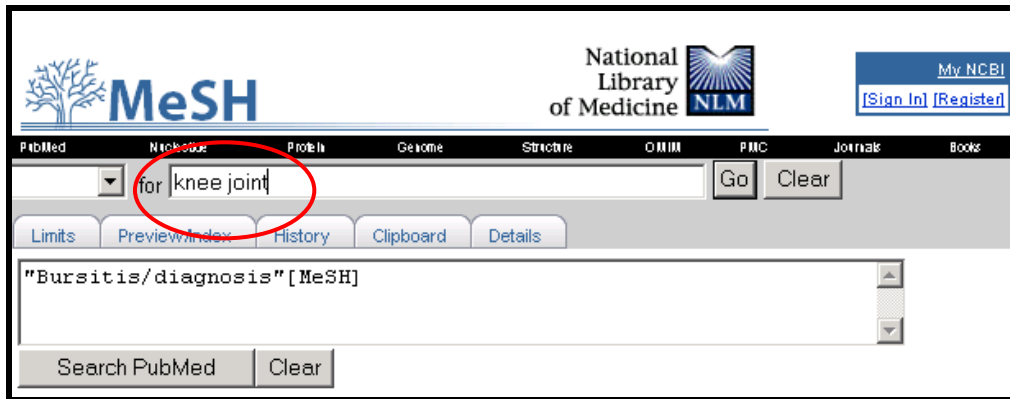 MeSH
National
Library
of Medicine
NLM
My NCBI
[Sign In] [Register]
PubMed Nucleotide Protein Genome Structure OMIM PMC Journals Books
for knee joint Go Clear
Limits Preview/Index History Clipboard Details
"Bursitis/diagnosis"[MeSH]
Search PubMed Clear